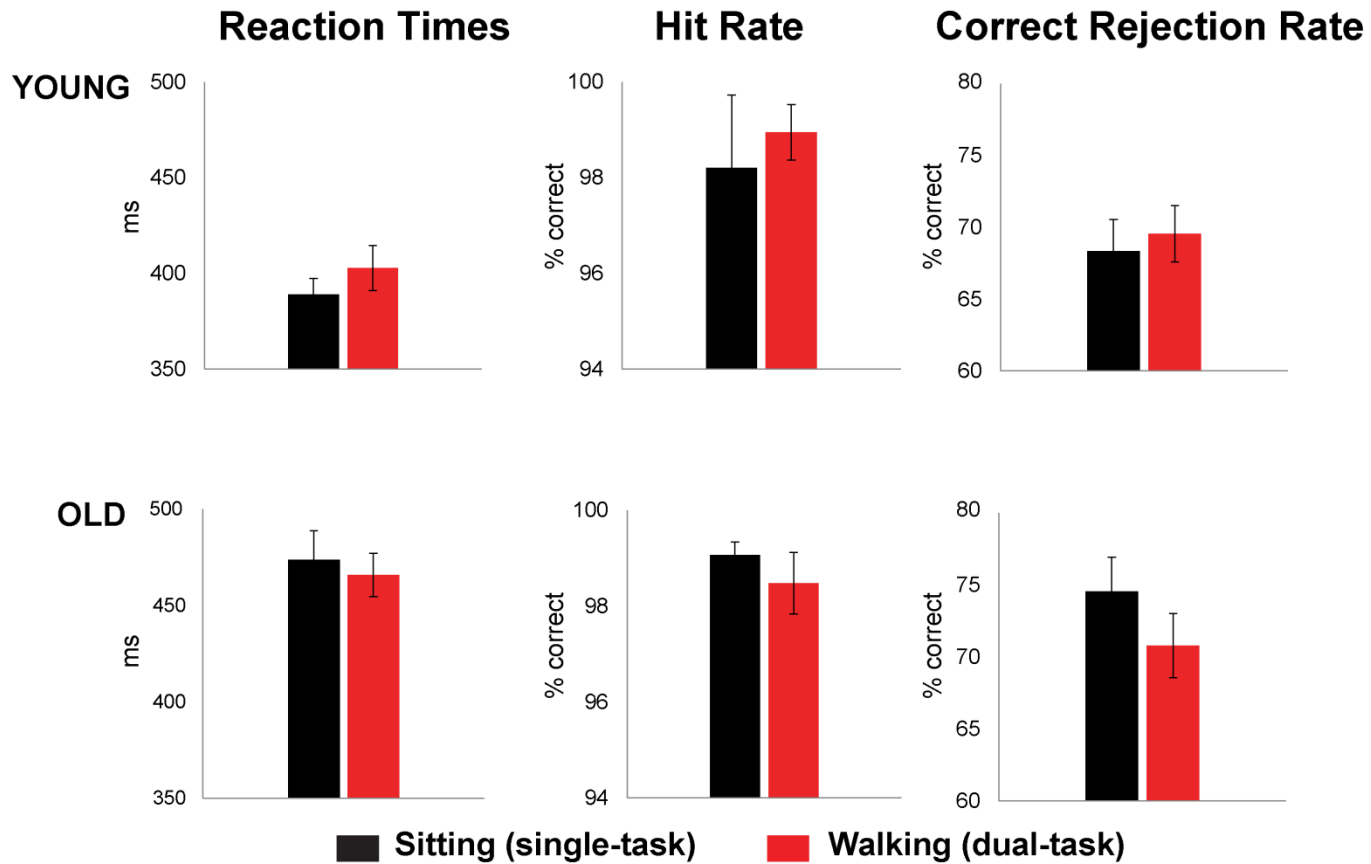 Reaction Times
Hit Rate
Correct Rejection Rate
YOUNG
500
450
400
350
ms
100
98
96
94
% correct
80
75
70
65
60
% correct
OLD
500
450
400
350
ms
100
98
96
94
% correct
80
75
70
65
60
% correct
Sitting (single-task)
Walking (dual-task)